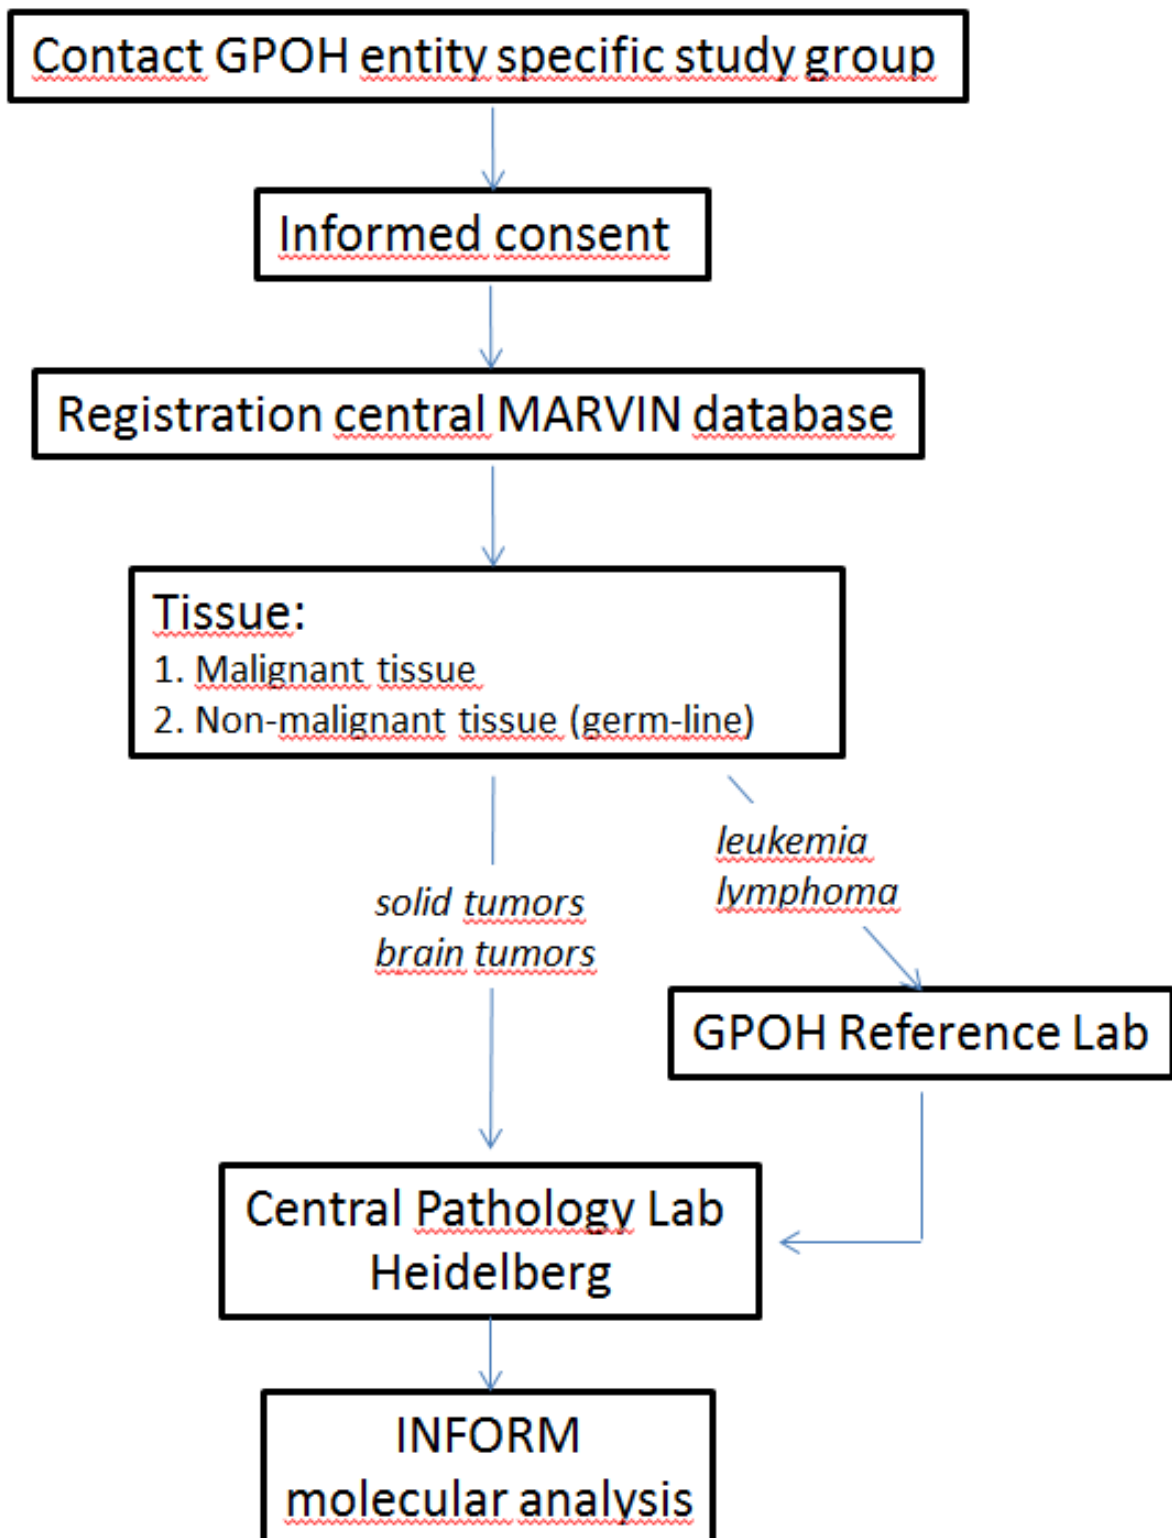 Contact GPOH entity specific study group
Informed consent
Registration central MARVIN database
Tissue:
1. Malignant tissue
2. Non-malignant tissue (germ-line)
leukemia
lymphoma
solid tumors
brain tumors
GPOH Reference Lab
Central Pathology Lab
Heidelberg
INFORM
molecular analysis